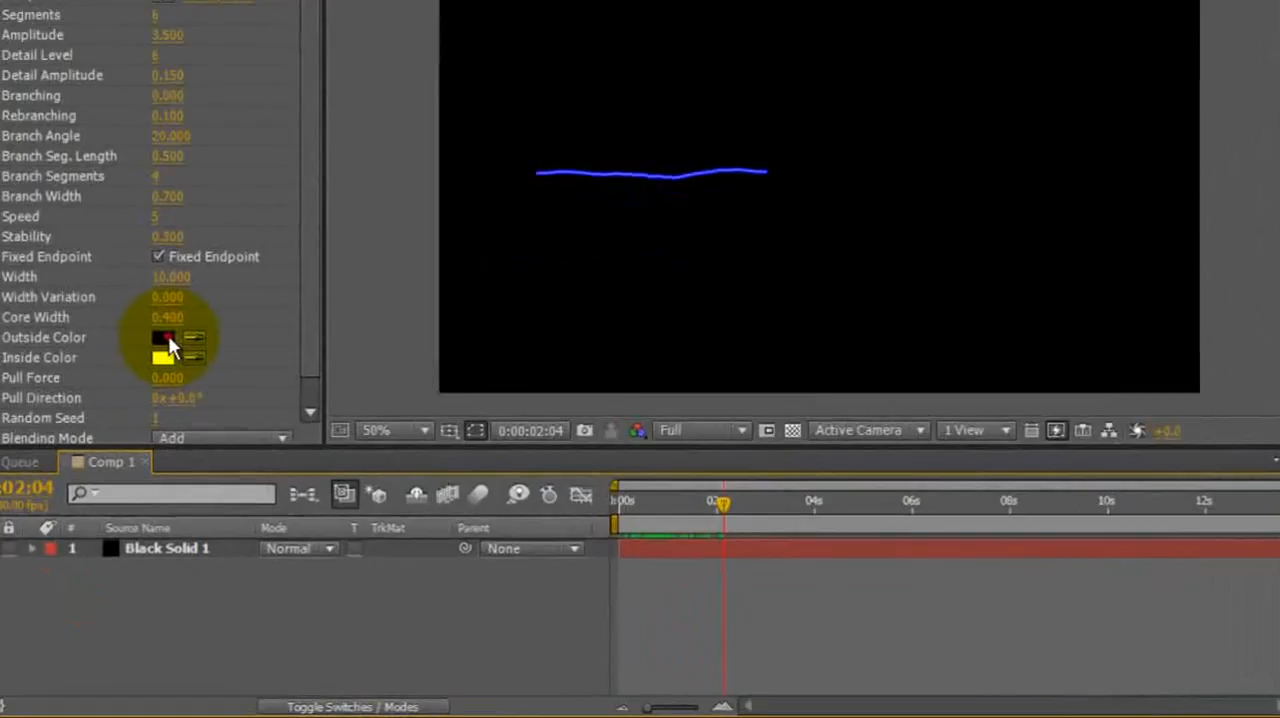 Segments 6
Amplitude 3.500
Detail Level 6
Detail Amplitude 0.150
Branching 0.000
Rebranching 0.100
Branch Angle 20.000
Branch Seg. Length 0.500
Branch Segments 4
Branch Width 0.700
Speed 5
Stability 0.300
Fixed Endpoint Fixed Endpoint
Width 10.000
Width Variation 0.000
Core Width 0.400
Outside Color
Inside Color
Pull Force 0.000
Pull Direction 0x+0.0°
Random Seed 1
Blending Mode Add
50% 0:00:02:04 Full Active Camera 1 View +0.0
Queue Comp 1
:02:04
00s 02 04s 06s 08s 10s 12s
# Source Name Mode T TrkMat Parent
1 Black Solid 1 Normal None
Toggle Switches / Modes